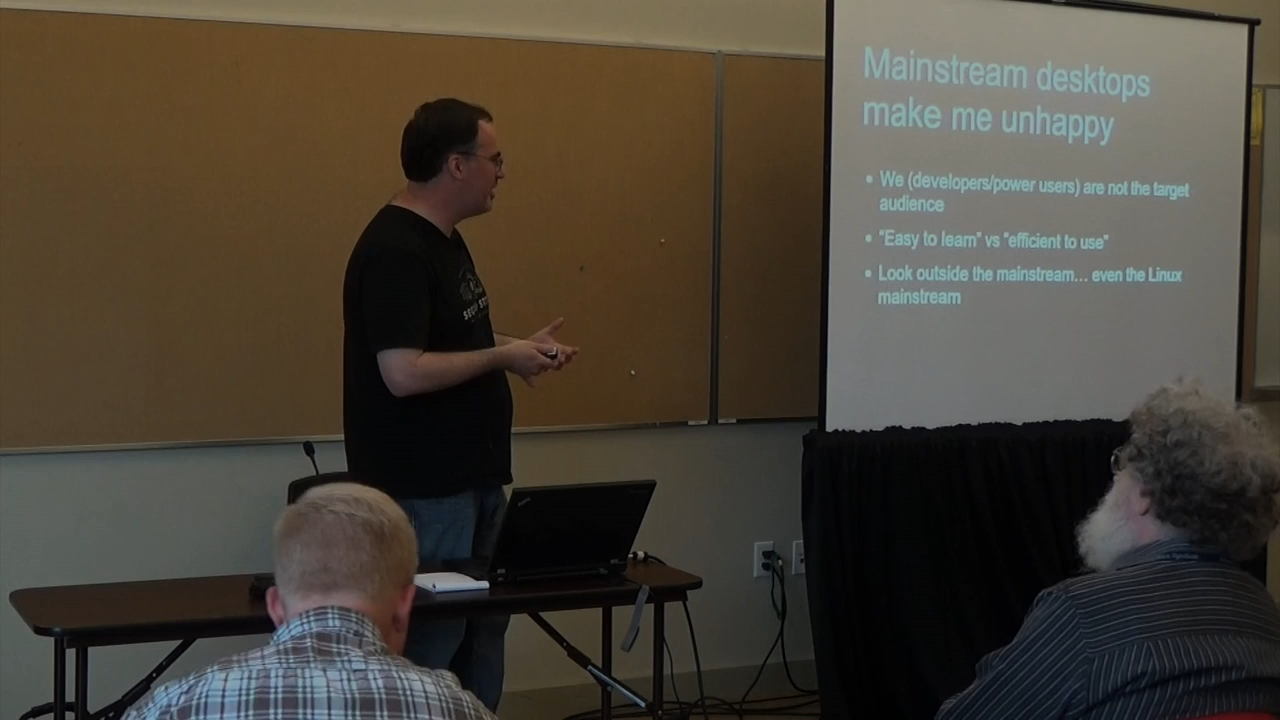 Mainstream desktops
make me unhappy
• We (developers/power users) are not the target
audience
• "Easy to learn" vs "efficient to use"
• Look outside the mainstream... even the Linux
mainstream